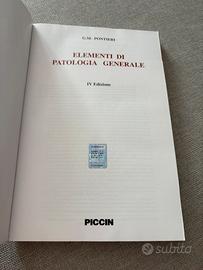 G.M. PONTIERI
ELEMENTI DI
PATOLOGIA GENERALE
IV Edizione
PICCIN
subito